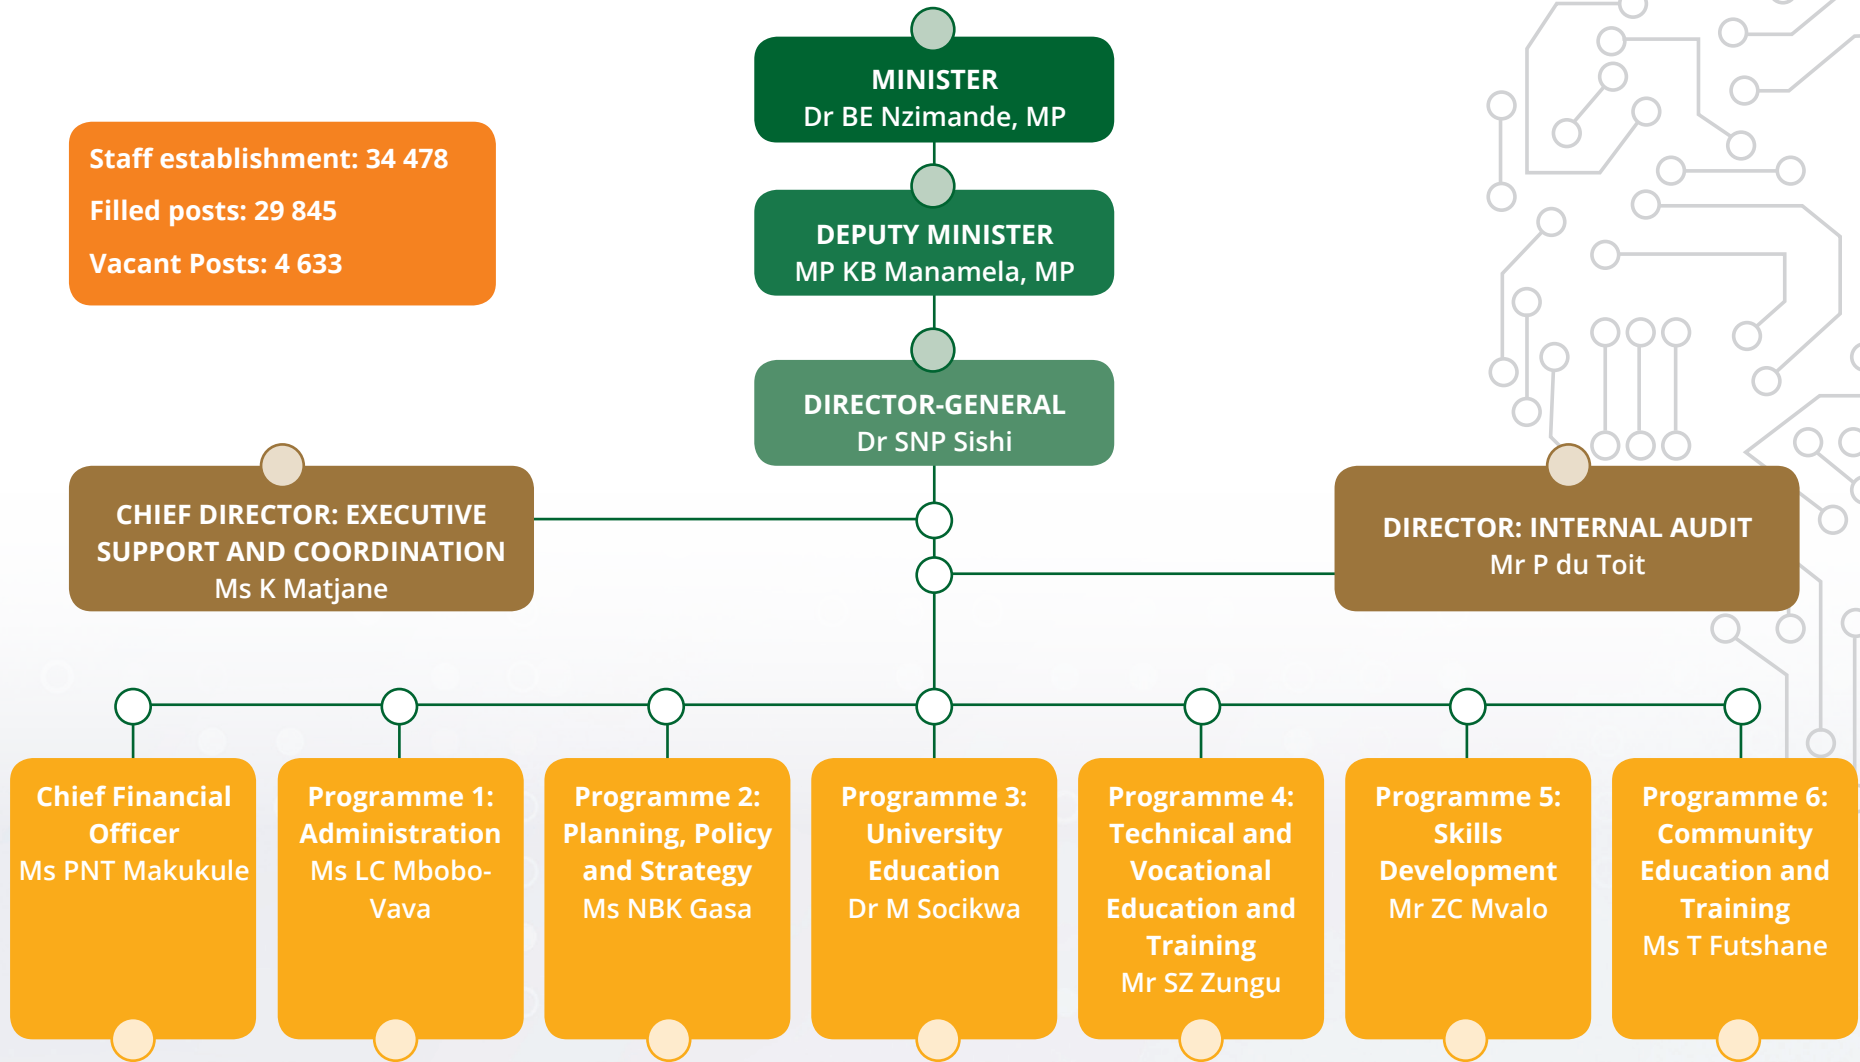 MINISTER
Dr BE Nzimande, MP
Staff establishment: 34 478
Filled posts: 29 845
Vacant Posts: 4 633
DEPUTY MINISTER
MP KB Manamela, MP
DIRECTOR-GENERAL
Dr SNP Sishi
CHIEF DIRECTOR: EXECUTIVE
SUPPORT AND COORDINATION
Ms K Matjane
DIRECTOR: INTERNAL AUDIT
Mr P du Toit
Chief Financial
Officer
Ms PNT Makukule
Programme 1:
Administration
Ms LC Mbobo-
Vava
Programme 2:
Planning, Policy
and Strategy
Ms NBK Gasa
Programme 3:
University
Education
Dr M Socikwa
Programme 4:
Technical and
Vocational
Education and
Training
Mr SZ Zungu
Programme 5:
Skills
Development
Mr ZC Mvalo
Programme 6:
Community
Education and
Training
Ms T Futshane